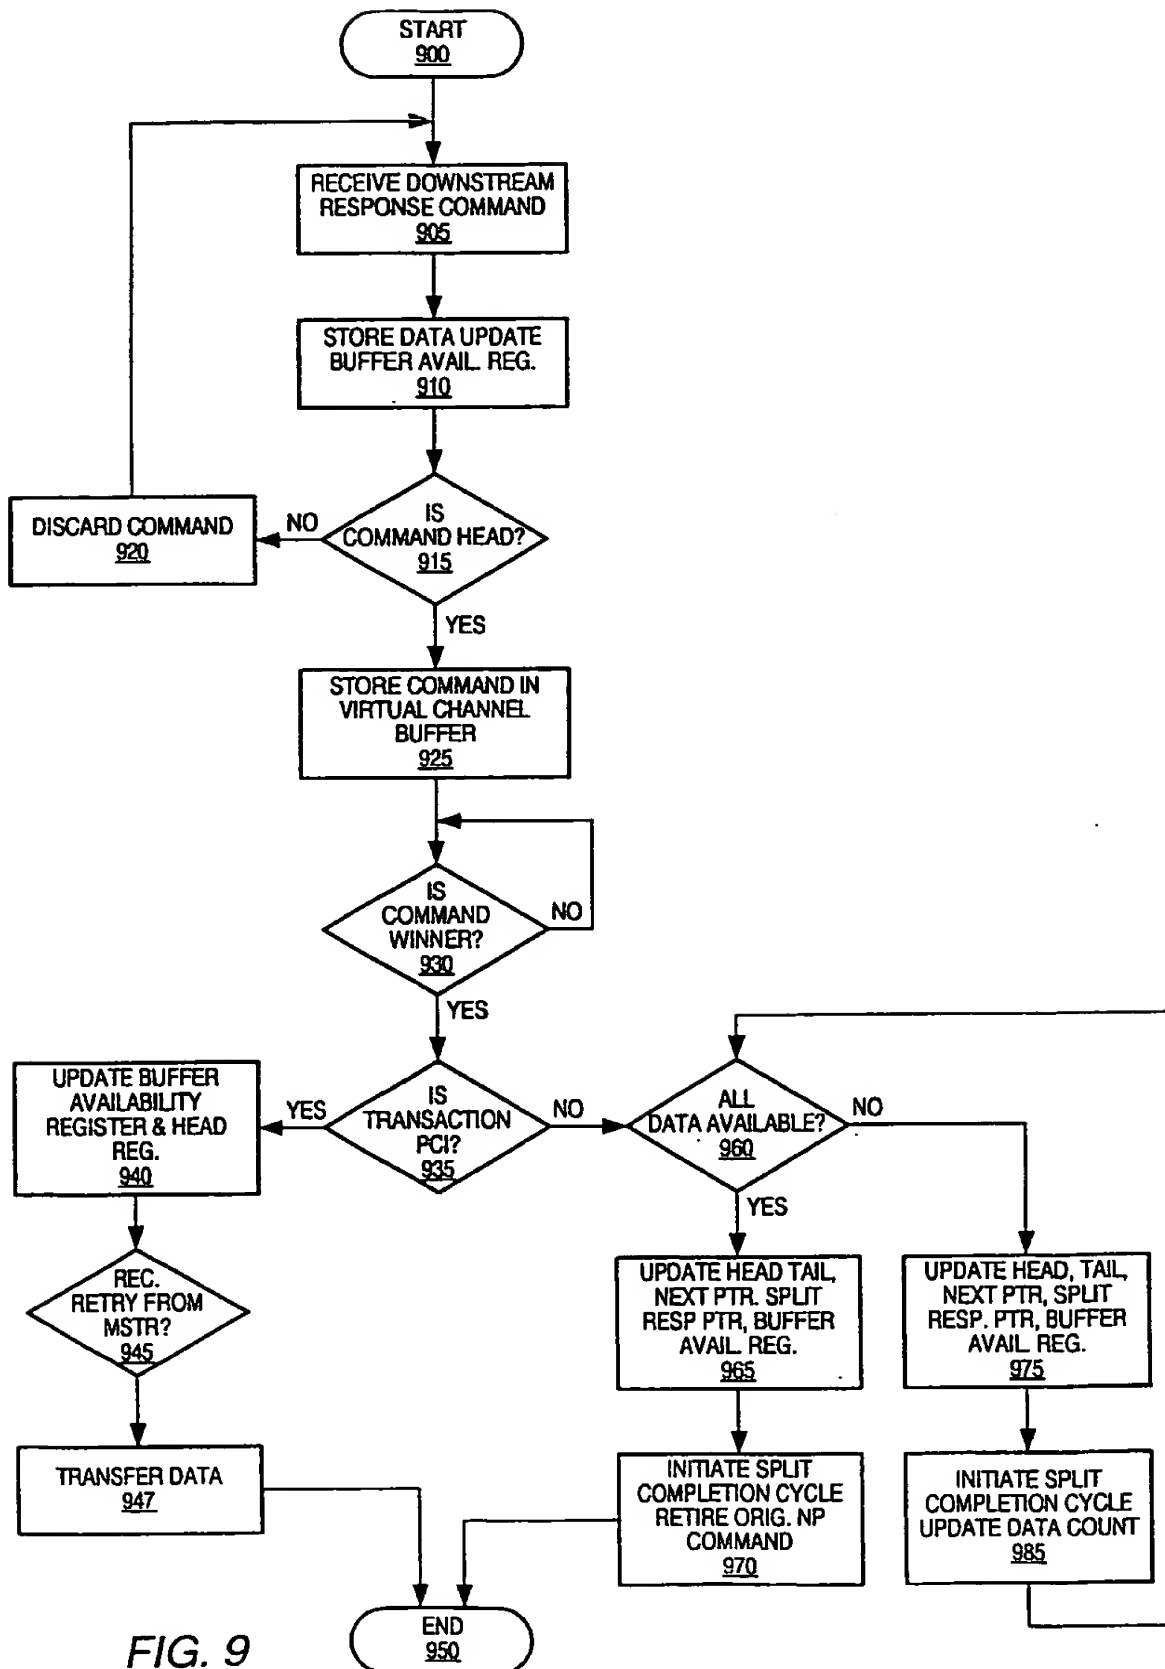 START
900
RECEIVE DOWNSTREAM
RESPONSE COMMAND
905
STORE DATA UPDATE
BUFFER AVAIL. REG.
910
IS
COMMAND HEAD?
915
NO
DISCARD COMMAND
920
YES
STORE COMMAND IN
VIRTUAL CHANNEL
BUFFER
925
IS
COMMAND
WINNER?
930
NO
YES
IS
TRANSACTION
PCI?
935
YES
NO
UPDATE BUFFER
AVAILABILITY
REGISTER & HEAD
REG.
940
REC.
RETRY FROM
MSTR?
945
TRANSFER DATA
947
ALL
DATA AVAILABLE?
960
NO
YES
UPDATE HEAD TAIL,
NEXT PTR. SPLIT
RESP PTR, BUFFER
AVAIL. REG.
965
INITIATE SPLIT
COMPLETION CYCLE
RETIRE ORIG. NP
COMMAND
970
UPDATE HEAD, TAIL,
NEXT PTR, SPLIT
RESP. PTR, BUFFER
AVAIL. REG.
975
INITIATE SPLIT
COMPLETION CYCLE
UPDATE DATA COUNT
985
END
950
FIG. 9